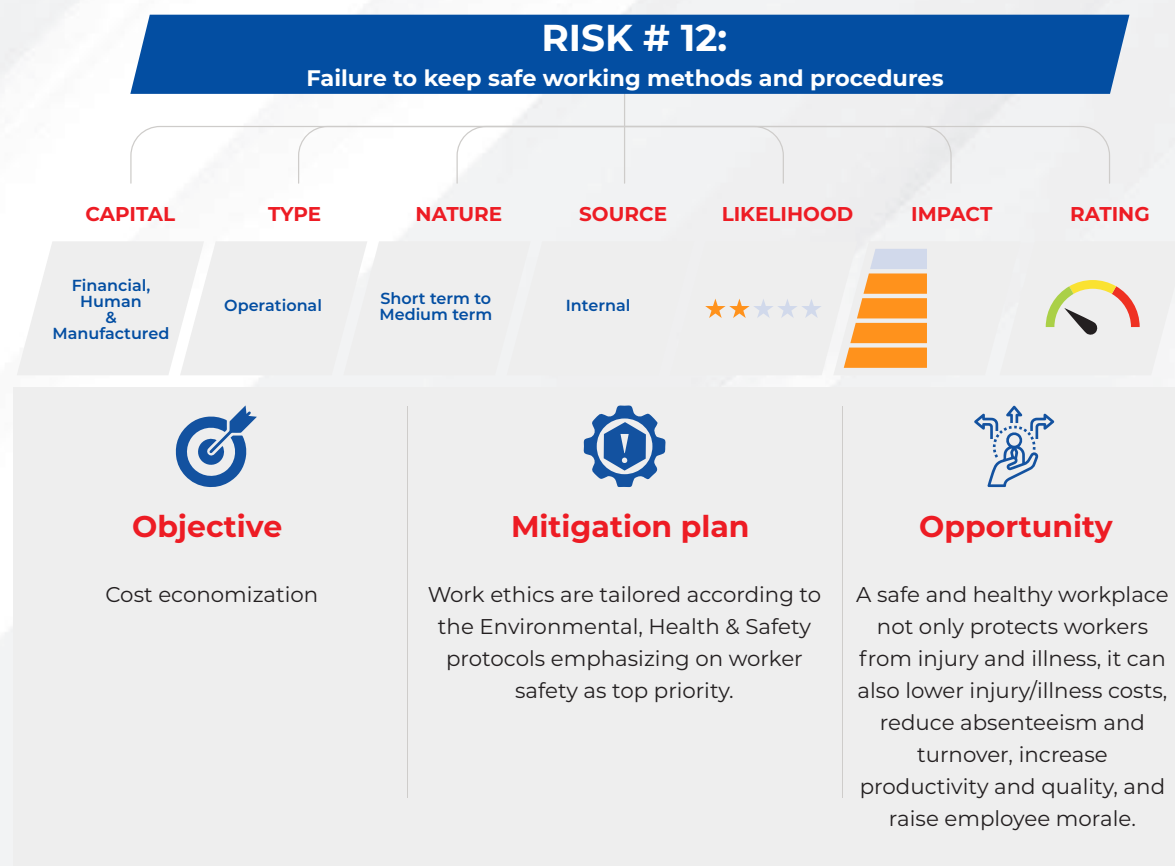 RISK # 12:
Failure to keep safe working methods and procedures
CAPITAL
TYPE
NATURE
SOURCE
LIKELIHOOD
IMPACT
RATING
Financial,
Human
&
Manufactured
Operational
Short term to
Medium term
Internal
Objective
Cost economization
Mitigation plan
Work ethics are tailored according to
the Environmental, Health & Safety
protocols emphasizing on worker
safety as top priority.
Opportunity
A safe and healthy workplace
not only protects workers
from injury and illness, it can
also lower injury/illness costs,
reduce absenteeism and
turnover, increase
productivity and quality, and
raise employee morale.